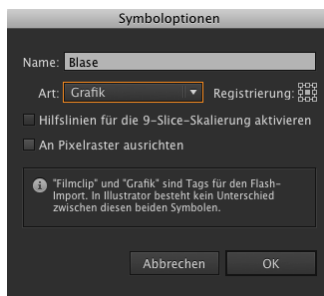 Symboloptionen
Name: Blase
Art: Grafik Registrierung:
Hilfslinien für die 9-Slice-Skalierung aktivieren
An Pixelraster ausrichten
"Filmclip" und "Grafik" sind Tags für den Flash-
Import. In Illustrator besteht kein Unterschied
zwischen diesen beiden Symbolen.
Abbrechen OK